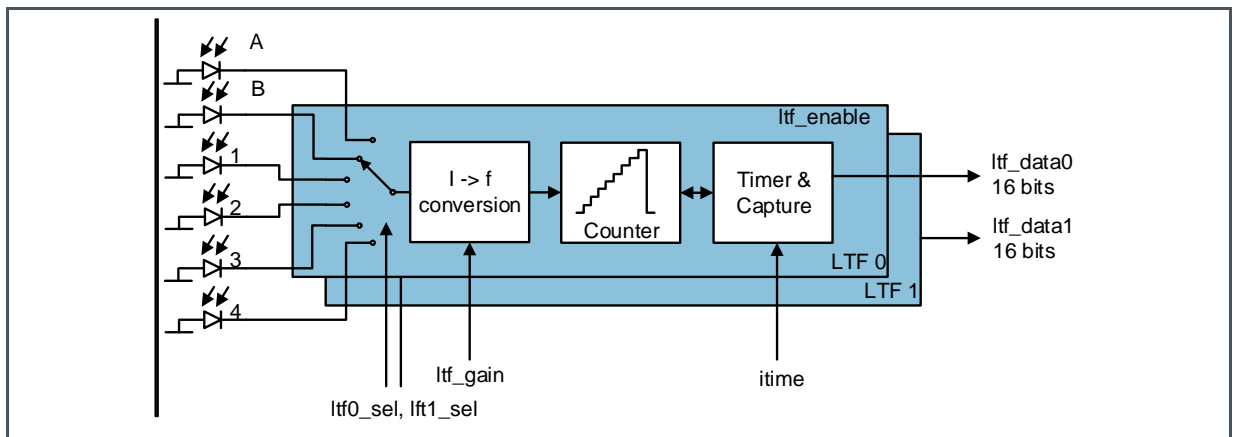 A
B
1
2
3
4
ltf_enable
I -> f
conversion
Counter
Timer &
Capture
LTF 0
LTF 1
ltf_data0
16 bits
ltf_data1
16 bits
ltf_gain
itime
ltf0_sel, lft1_sel